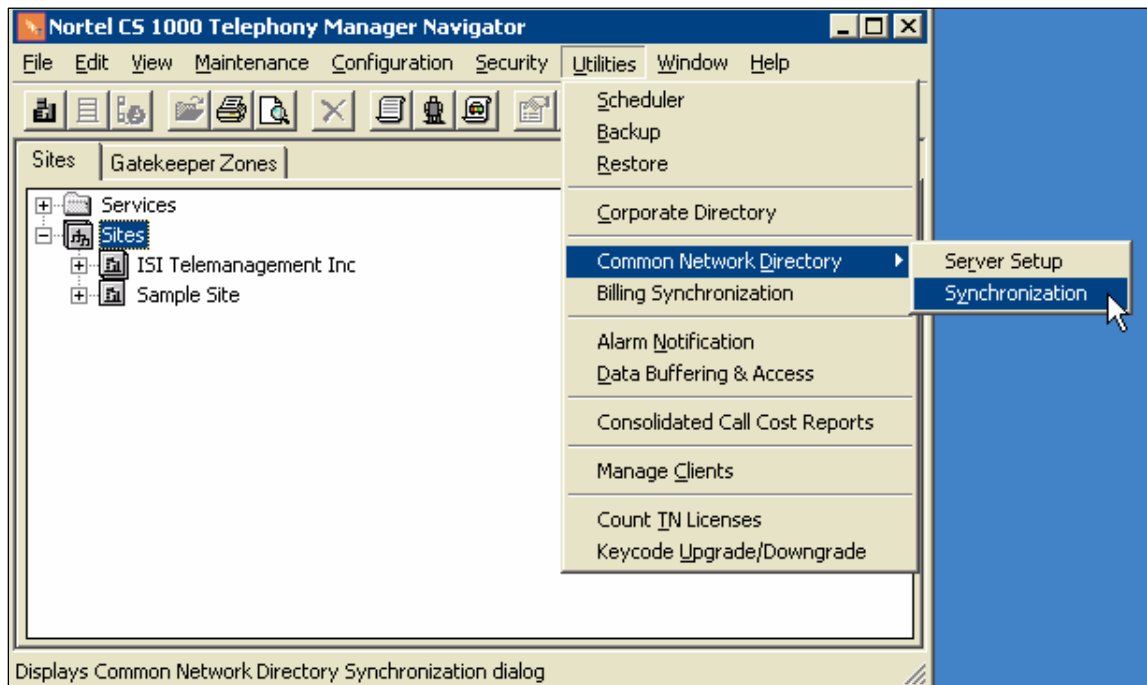 Nortel CS 1000 Telephony Manager Navigator
File Edit View Maintenance Configuration Security Utilities Window Help
Sites Gatekeeper Zones
Services
Sites
ISI Telemanagement Inc
Sample Site
Scheduler
Backup
Restore
Corporate Directory
Common Network Directory
Billing Synchronization
Alarm Notification
Data Buffering & Access
Consolidated Call Cost Reports
Manage Clients
Count TN Licenses
Keycode Upgrade/Downgrade
Server Setup
Synchronization
Displays Common Network Directory Synchronization dialog